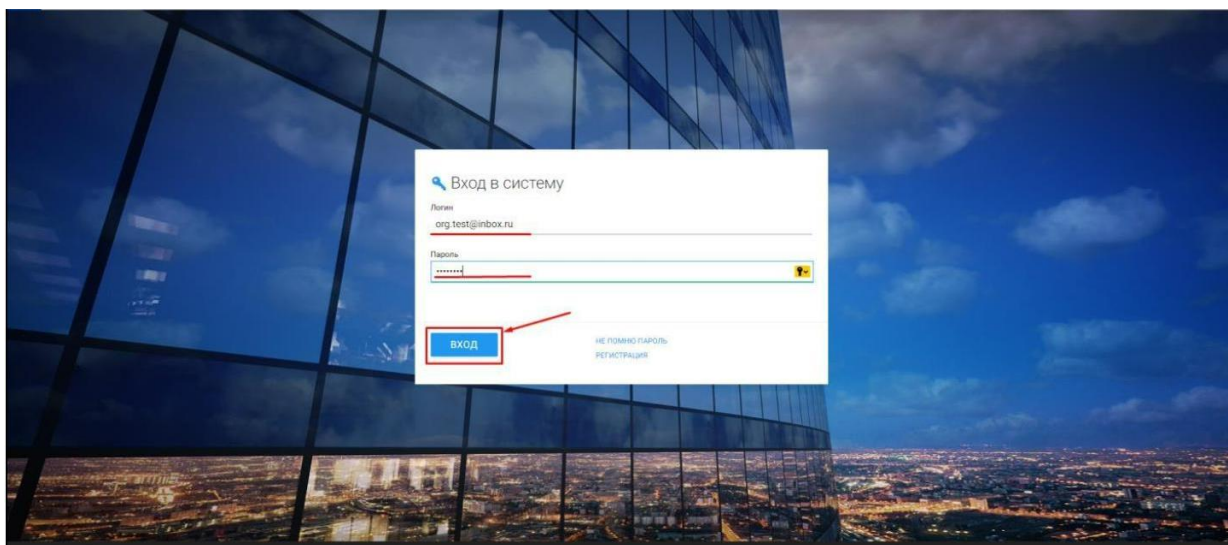 Вход в систему
Логин
org.test@inbox.ru
Пароль
••••••••
ВХОД
НЕ ПОМНЮ ПАРОЛЬ
РЕГИСТРАЦИЯ